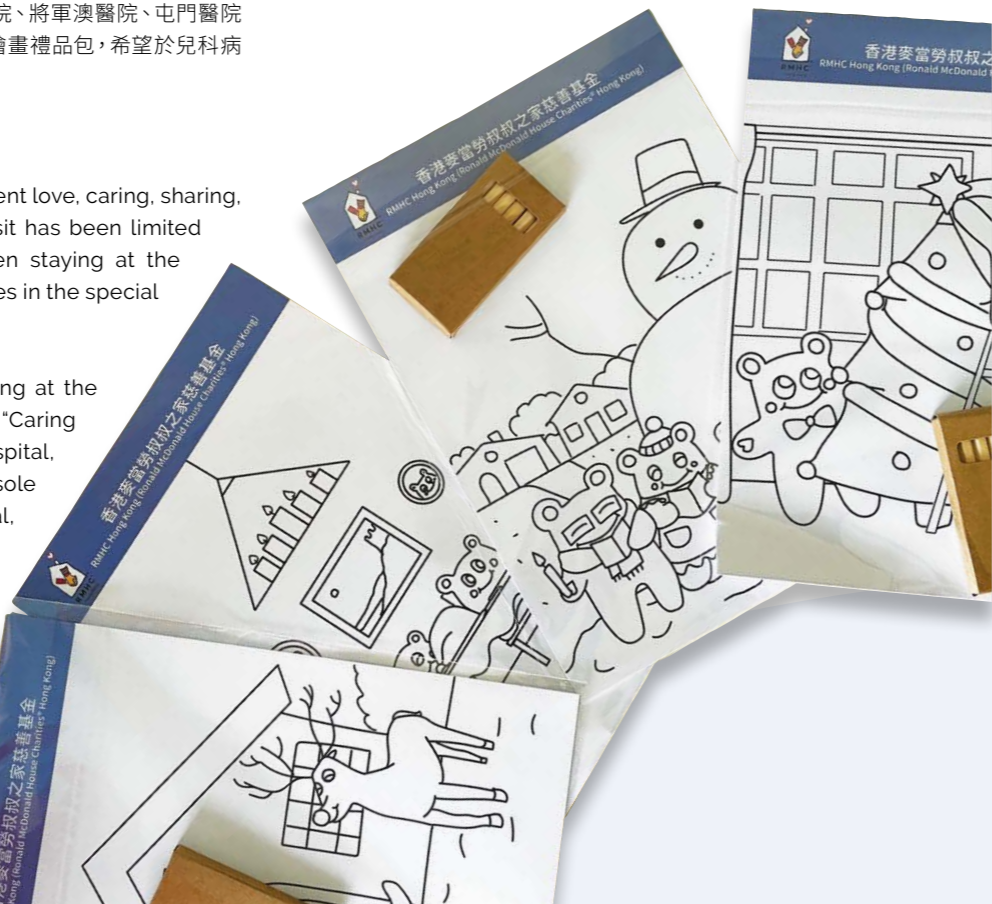 院、將軍澳醫院、屯門醫院
繪畫禮品包，希望於兒科病
ent love, caring, sharing,
sit has been limited
en staying at the
es in the special
ing at the
“Caring
spital,
sole
al,
香港麥當勞叔叔之家慈善基金
RMHC Hong Kong (Ronald McDonald House Charities® Hong Kong)
RMHC
香港麥當勞叔叔之
RMHC Hong Kong (Ronald McDonald H
RMHC
香港麥當勞叔叔之家慈善基金
RMHC Hong Kong (Ronald McDonald House Charities® Hong Kong)
RMHC
香港麥當勞叔叔之家慈善基金
Kong (Ronald McDonald House Charities® Hong Kong)